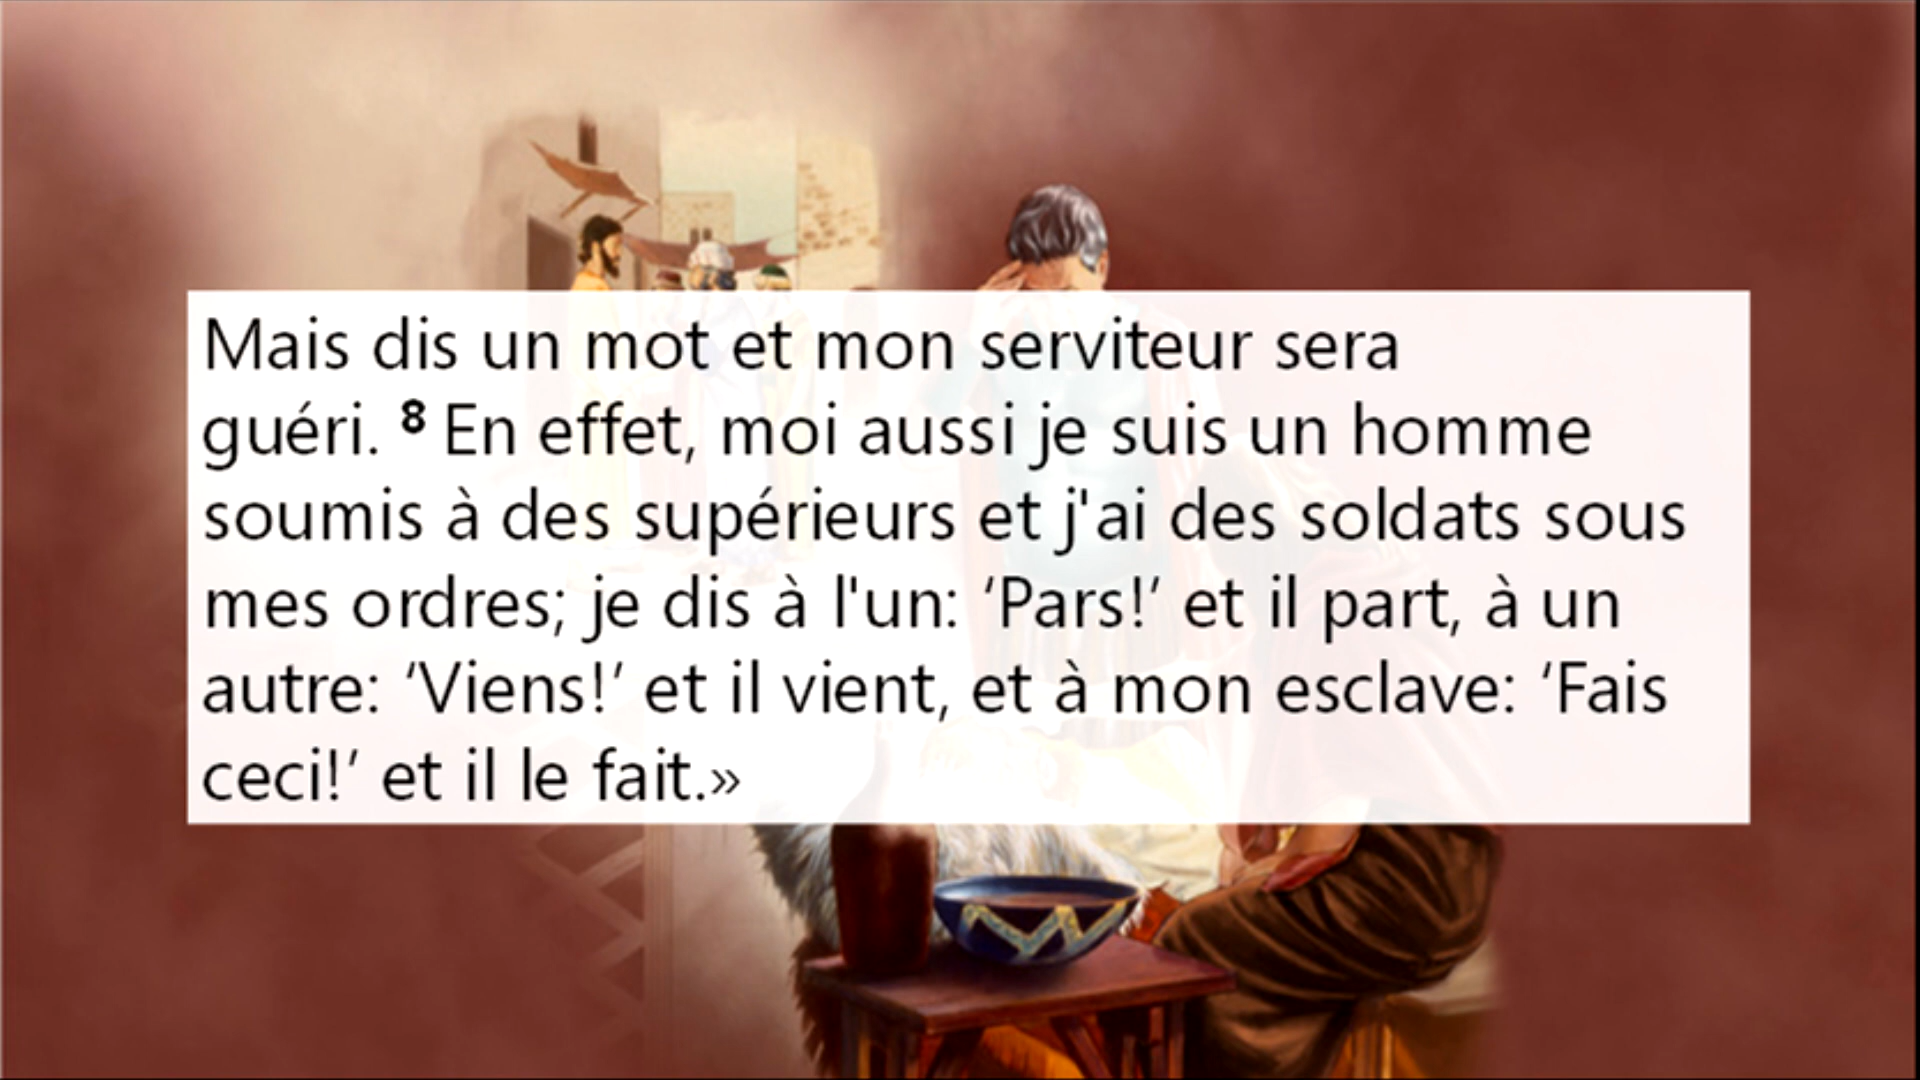 Mais dis un mot et mon serviteur sera
guéri. ⁸ En effet, moi aussi je suis un homme
soumis à des supérieurs et j'ai des soldats sous
mes ordres; je dis à l'un: ‘Pars!’ et il part, à un
autre: ‘Viens!’ et il vient, et à mon esclave: ‘Fais
ceci!’ et il le fait.»